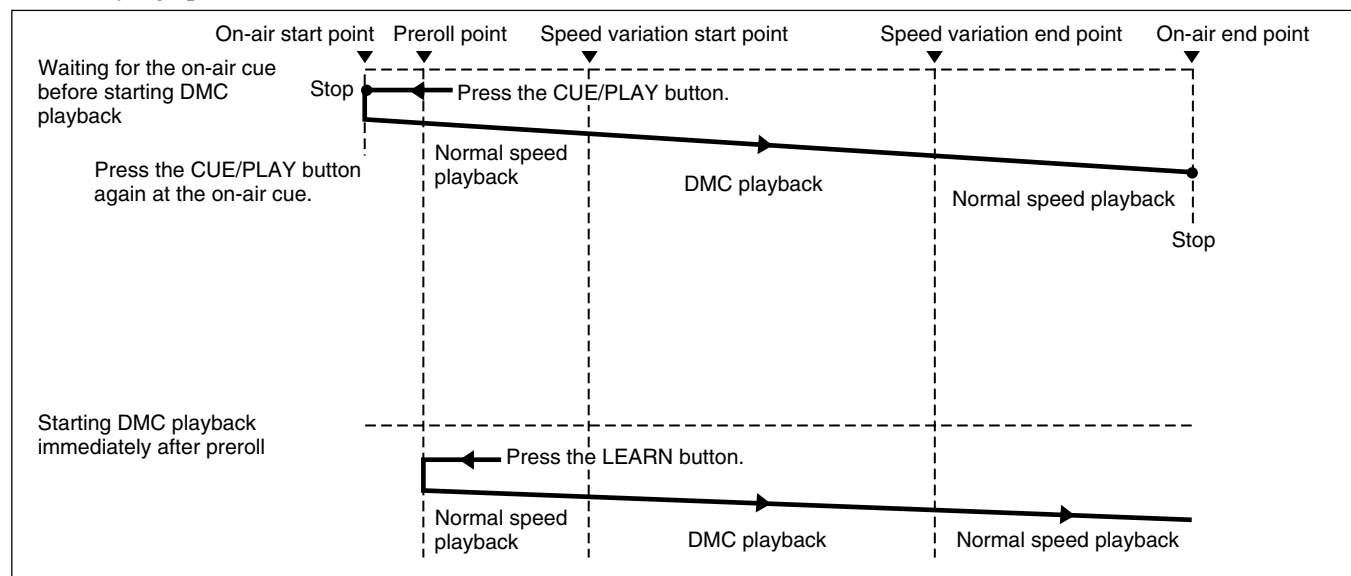 On-air start point Preroll point Speed variation start point Speed variation end point On-air end point
Waiting for the on-air cue
before starting DMC
playback
Stop
Press the CUE/PLAY button.
Press the CUE/PLAY button
again at the on-air cue.
Normal speed
playback
DMC playback
Normal speed playback
Stop
Starting DMC playback
immediately after preroll
Press the LEARN button.
Normal speed
playback
DMC playback
Normal speed playback